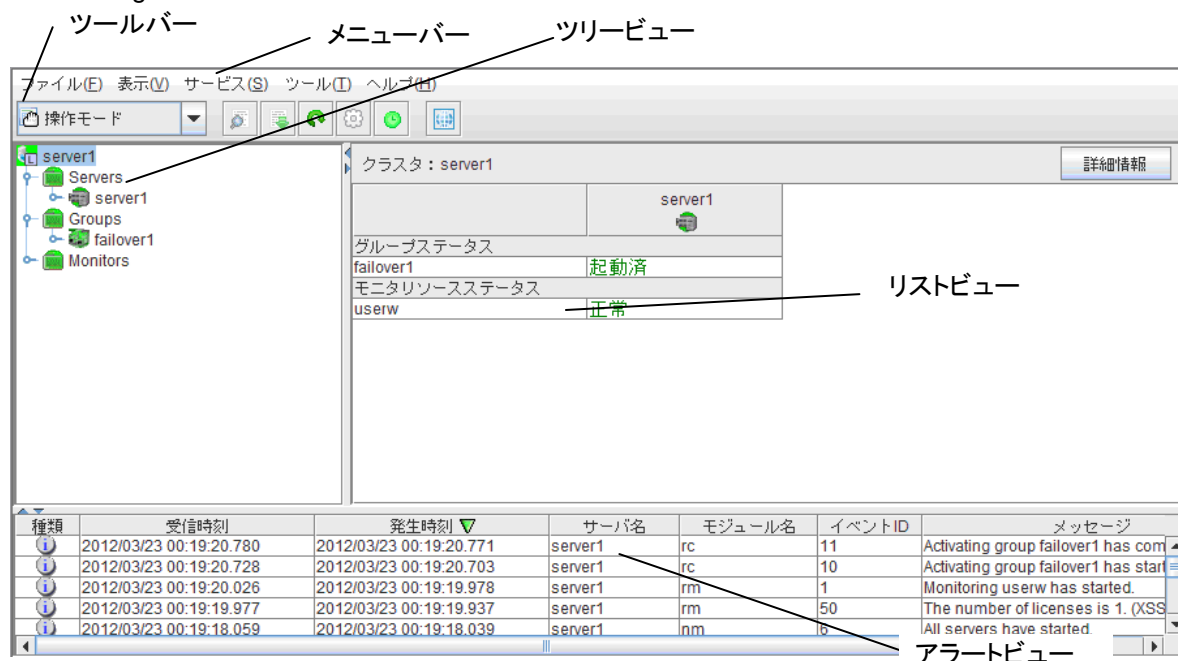 ツールバー
メニューバー
ツリービュー
ファイル(F) 表示(V) サービス(S) ツール(T) ヘルプ(H)
操作モード
server1
Servers
server1
Groups
failover1
Monitors
クラスタ：server1
詳細情報
server1
グループステータス
failover1 起動済
モニタリソースステータス
userw 正常
リストビュー
種類 受信時刻 発生時刻 サーバ名 モジュール名 イベントID メッセージ
2012/03/23 00:19:20.780 2012/03/23 00:19:20.771 server1 rc 11 Activating group failover1 has com
2012/03/23 00:19:20.728 2012/03/23 00:19:20.703 server1 rc 10 Activating group failover1 has start
2012/03/23 00:19:20.026 2012/03/23 00:19:19.978 server1 rm 1 Monitoring userw has started.
2012/03/23 00:19:19.977 2012/03/23 00:19:19.937 server1 rm 50 The number of licenses is 1. (XSS
2012/03/23 00:19:18.059 2012/03/23 00:19:18.039 server1 nm 6 All servers have started.
アラートビュー